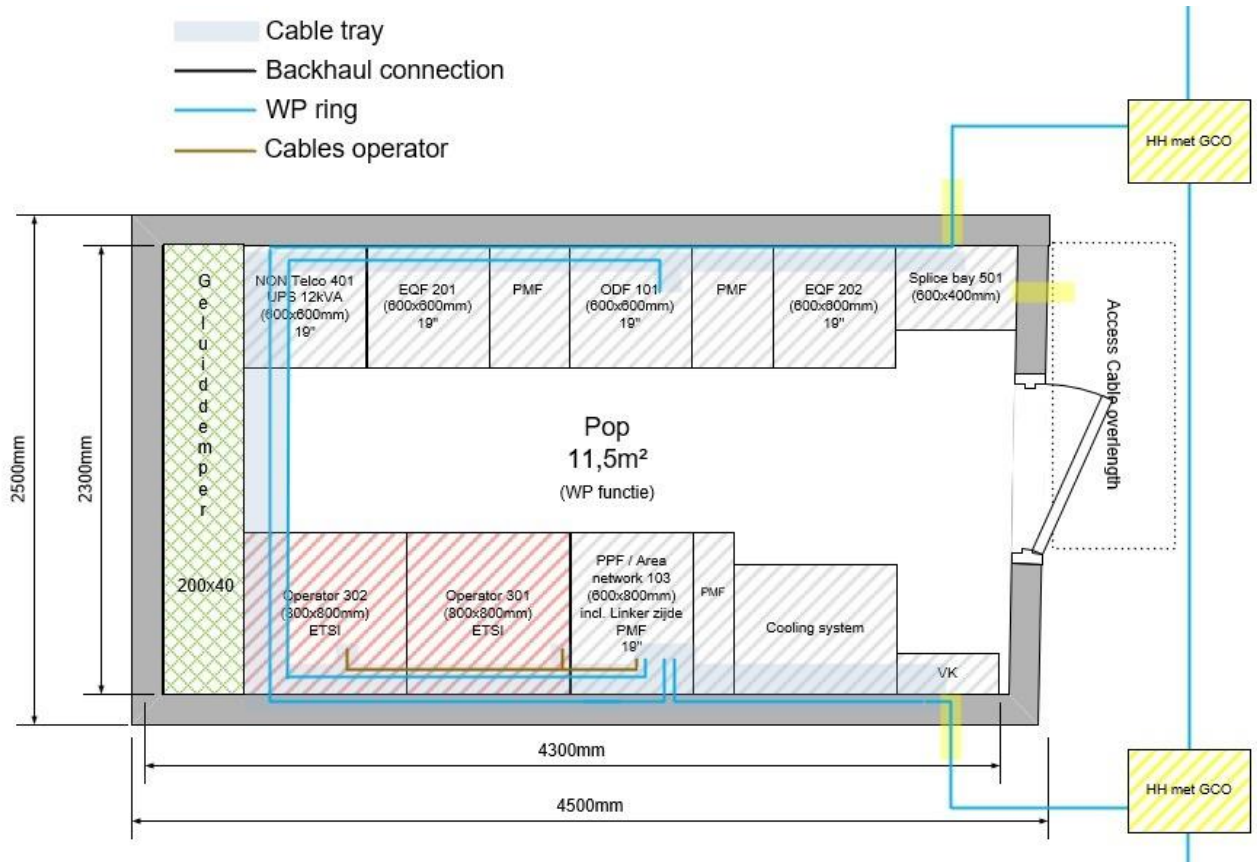 Cable tray
Backhaul connection
WP ring
Cables operator
HH met GCO
Geluiddemper
200x40
NON Telco 401
UPS 12kVA
(600x600mm)
19"
EQF 201
(600x600mm)
19"
PMF
ODF 101
(600x600mm)
19"
PMF
EQF 202
(600x600mm)
19"
Splice bay 501
(600x400mm)
Access Cable overlength
2500mm
2300mm
Pop
11,5m²
(WP functie)
Operator 302
(800x800mm)
ETSI
Operator 301
(800x800mm)
ETSI
PPF / Area
network 103
(600x800mm)
incl. Linker zijde
PMF
19"
PMF
Cooling system
VK
4300mm
4500mm
HH met GCO